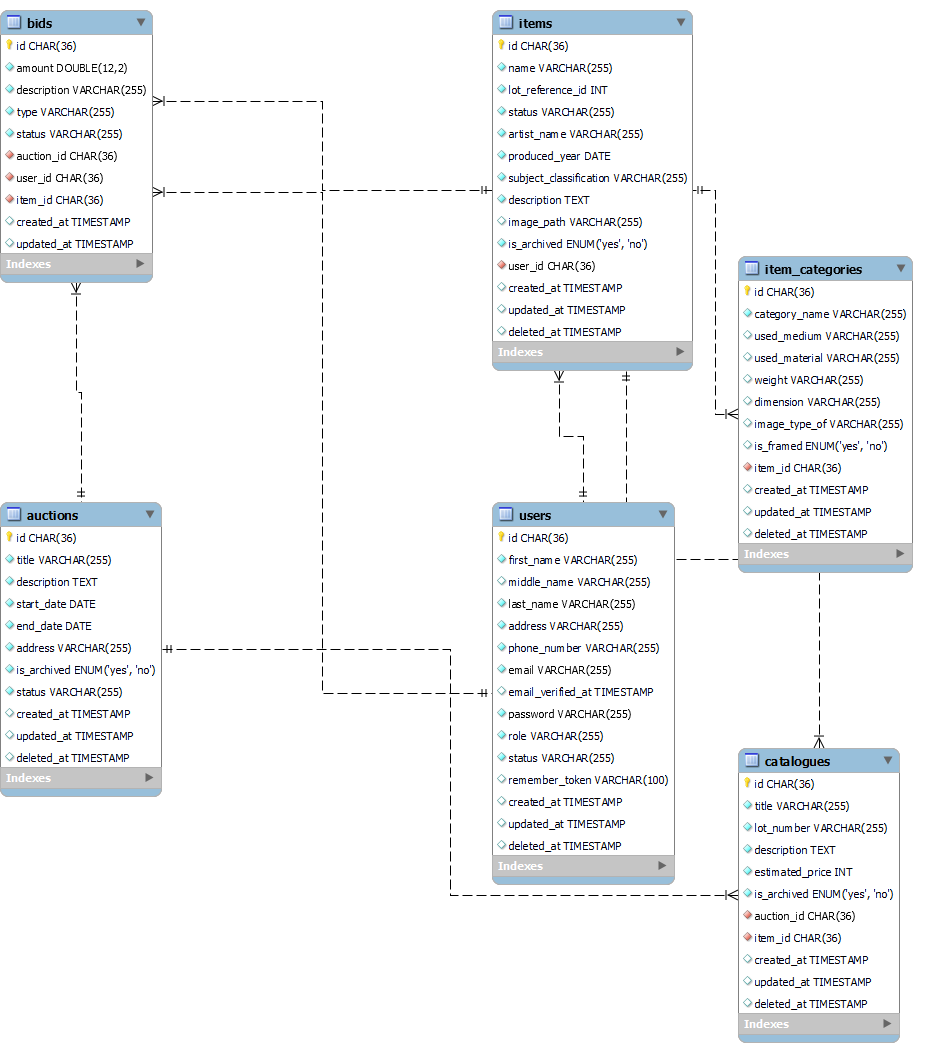 bids
id CHAR(36)
amount DOUBLE(12,2)
description VARCHAR(255)
type VARCHAR(255)
status VARCHAR(255)
auction_id CHAR(36)
user_id CHAR(36)
item_id CHAR(36)
created_at TIMESTAMP
updated_at TIMESTAMP
Indexes
items
id CHAR(36)
name VARCHAR(255)
lot_reference_id INT
status VARCHAR(255)
artist_name VARCHAR(255)
produced_year DATE
subject_classification VARCHAR(255)
description TEXT
image_path VARCHAR(255)
is_archived ENUM('yes', 'no')
user_id CHAR(36)
created_at TIMESTAMP
updated_at TIMESTAMP
deleted_at TIMESTAMP
Indexes
item_categories
id CHAR(36)
category_name VARCHAR(255)
used_medium VARCHAR(255)
used_material VARCHAR(255)
weight VARCHAR(255)
dimension VARCHAR(255)
image_type_of VARCHAR(255)
is_framed ENUM('yes', 'no')
item_id CHAR(36)
created_at TIMESTAMP
updated_at TIMESTAMP
deleted_at TIMESTAMP
Indexes
auctions
id CHAR(36)
title VARCHAR(255)
description TEXT
start_date DATE
end_date DATE
address VARCHAR(255)
is_archived ENUM('yes', 'no')
status VARCHAR(255)
created_at TIMESTAMP
updated_at TIMESTAMP
deleted_at TIMESTAMP
Indexes
users
id CHAR(36)
first_name VARCHAR(255)
middle_name VARCHAR(255)
last_name VARCHAR(255)
address VARCHAR(255)
phone_number VARCHAR(255)
email VARCHAR(255)
email_verified_at TIMESTAMP
password VARCHAR(255)
role VARCHAR(255)
status VARCHAR(255)
remember_token VARCHAR(100)
created_at TIMESTAMP
updated_at TIMESTAMP
deleted_at TIMESTAMP
Indexes
catalogues
id CHAR(36)
title VARCHAR(255)
lot_number VARCHAR(255)
description TEXT
estimated_price INT
is_archived ENUM('yes', 'no')
auction_id CHAR(36)
item_id CHAR(36)
created_at TIMESTAMP
updated_at TIMESTAMP
deleted_at TIMESTAMP
Indexes